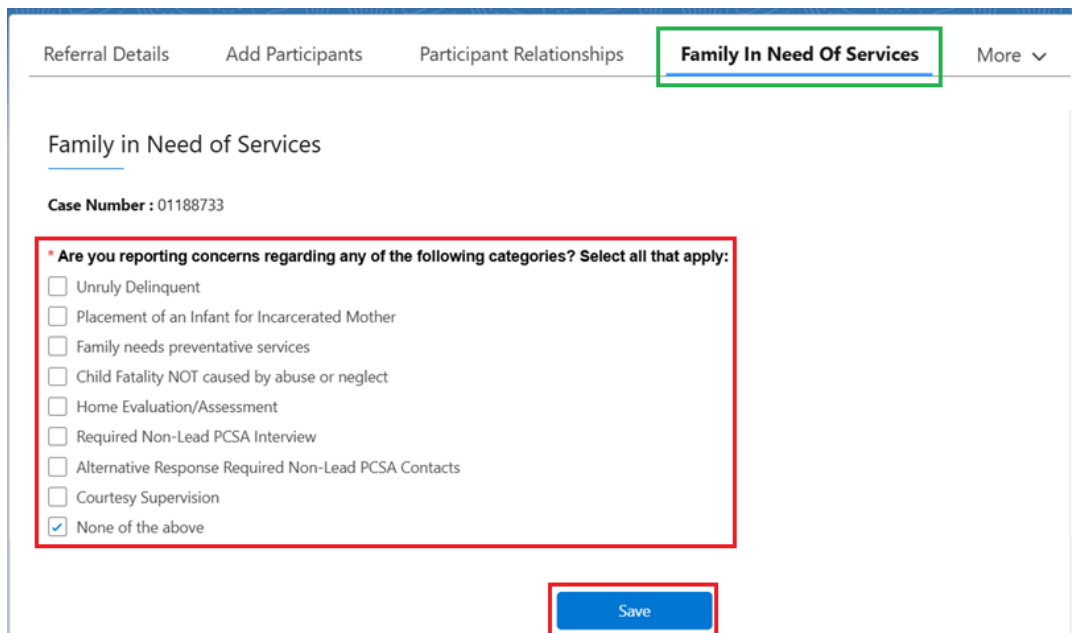 Referral Details Add Participants Participant Relationships Family In Need Of Services More
Family in Need of Services
Case Number : 01188733
* Are you reporting concerns regarding any of the following categories? Select all that apply:
Unruly Delinquent
Placement of an Infant for Incarcerated Mother
Family needs preventative services
Child Fatality NOT caused by abuse or neglect
Home Evaluation/Assessment
Required Non-Lead PCSA Interview
Alternative Response Required Non-Lead PCSA Contacts
Courtesy Supervision
None of the above
Save